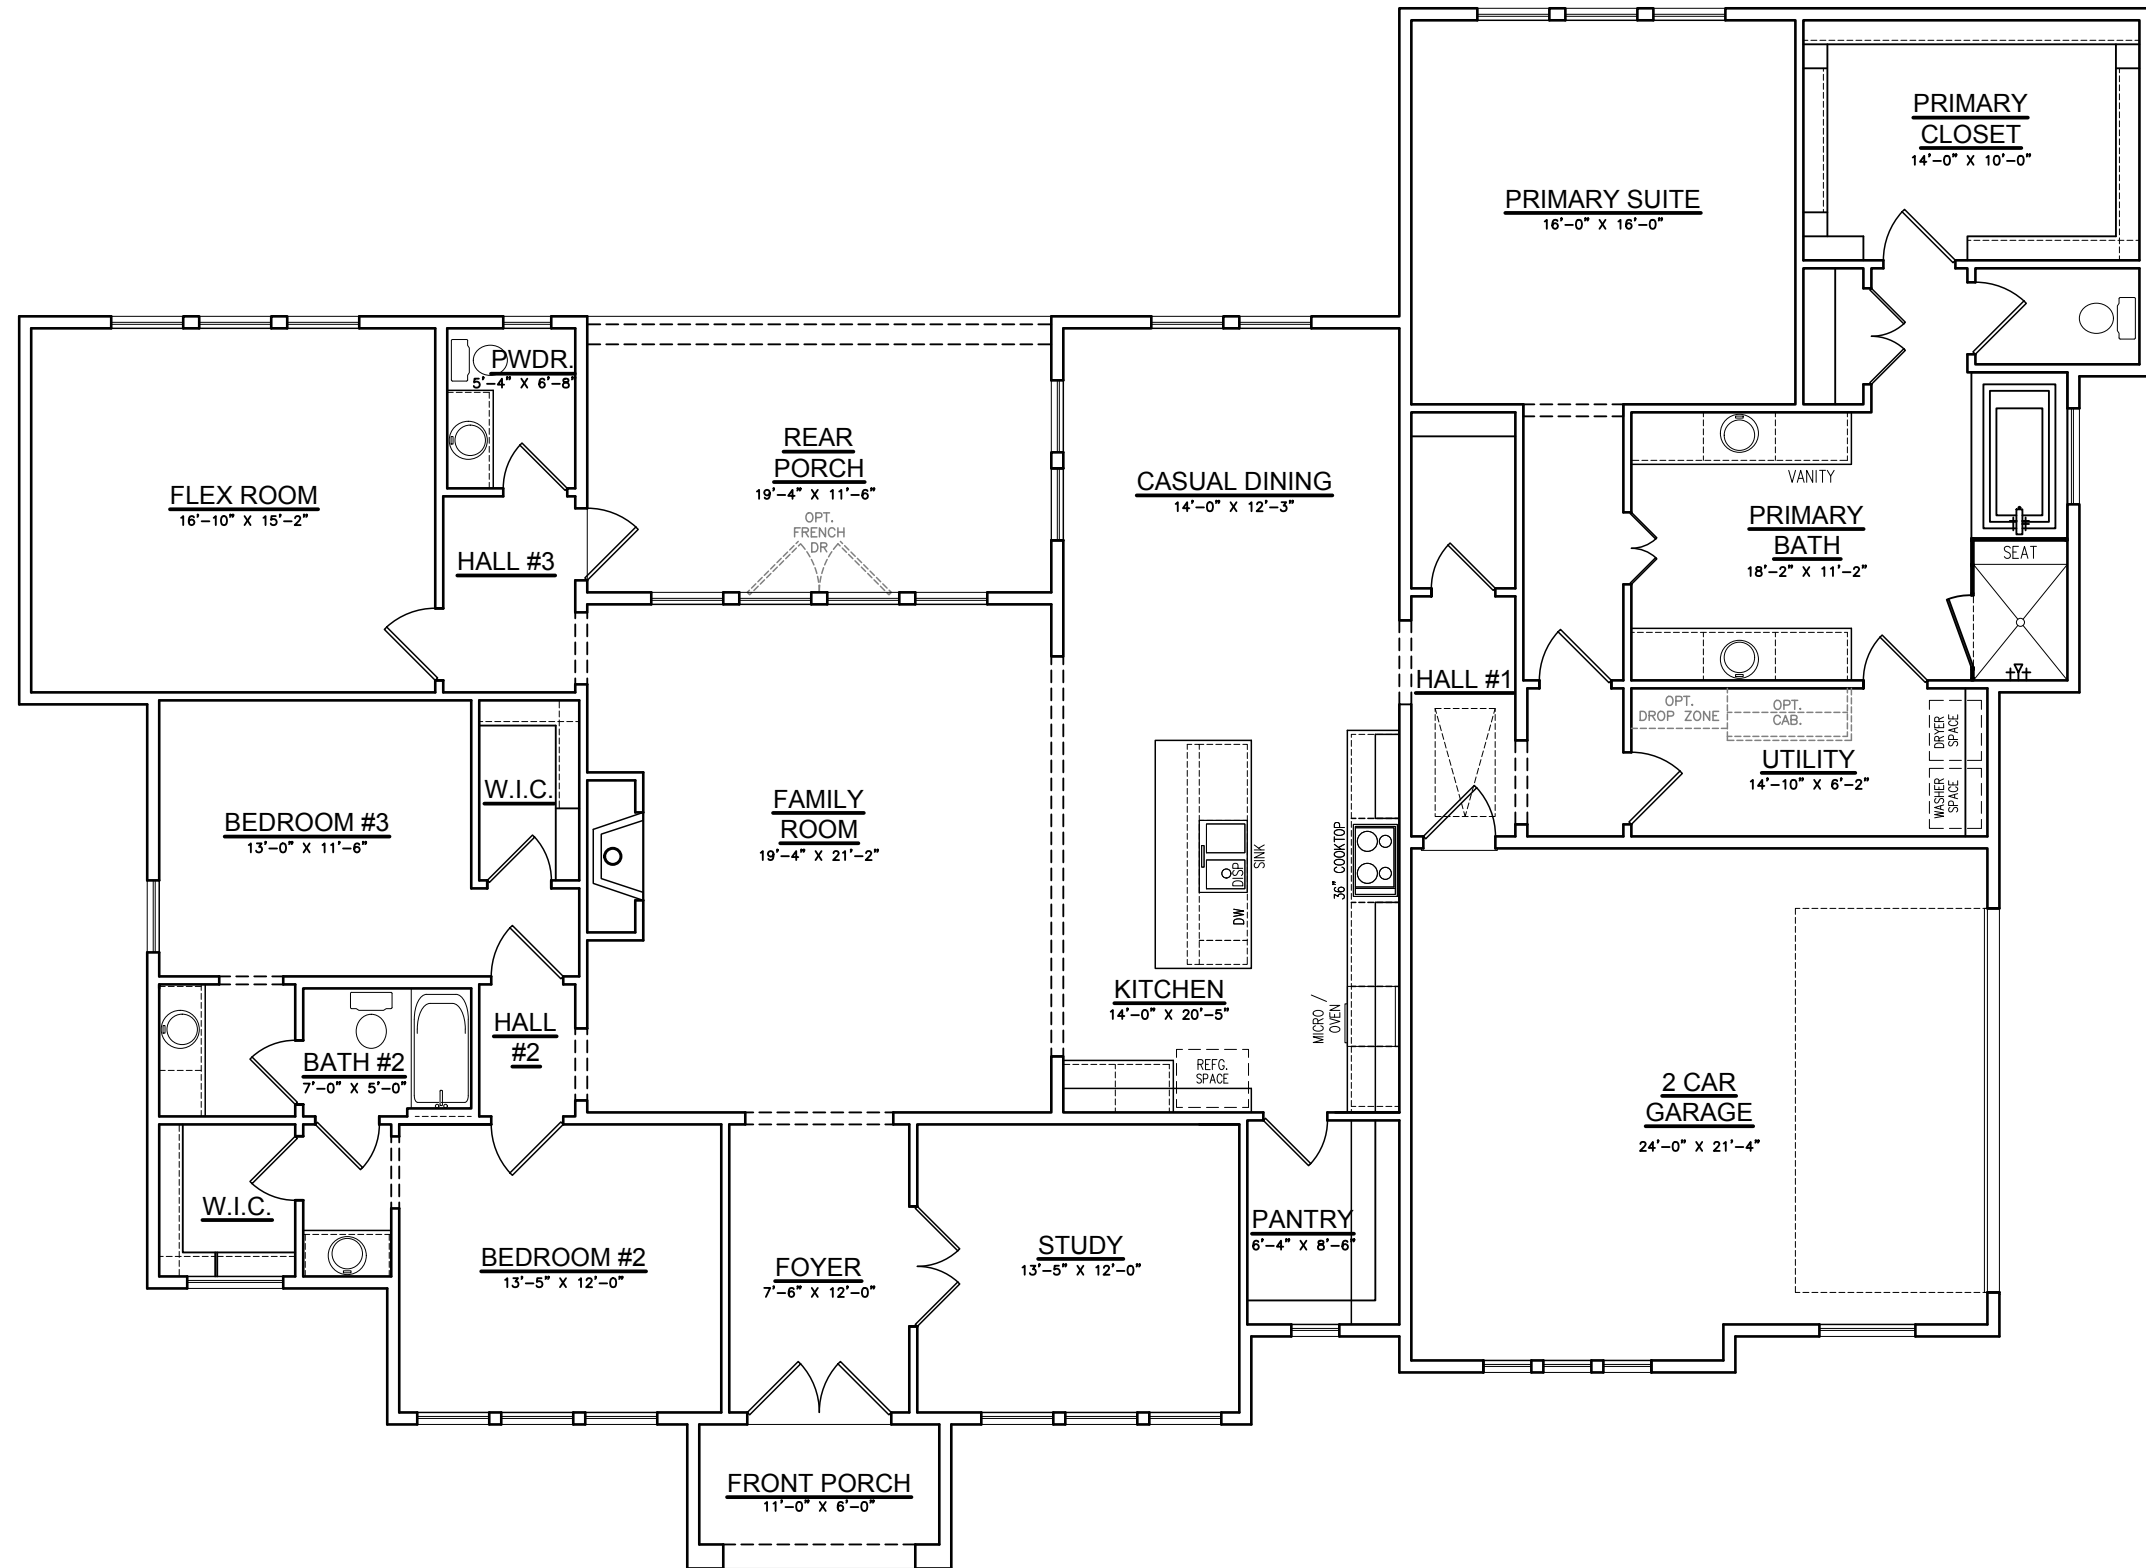 PRIMARY
CLOSET
14'-0" X 10'-0"
PRIMARY SUITE
16'-0" X 16'-0"
PWDR.
5'-4" X 6'-8"
REAR
PORCH
19'-4" X 11'-6"
OPT.
FRENCH
DR
FLEX ROOM
16'-10" X 15'-2"
HALL #3
CASUAL DINING
14'-0" X 12'-3"
VANITY
PRIMARY
BATH
18'-2" X 11'-2"
SEAT
HALL #1
OPT.
DROP ZONE
OPT.
CAB.
UTILITY
14'-10" X 6'-2"
DRYER
SPACE
WASHER
SPACE
W.I.C.
BEDROOM #3
13'-0" X 11'-6"
FAMILY
ROOM
19'-4" X 21'-2"
SINK
DISP
DW
36" COOKTOP
KITCHEN
14'-0" X 20'-5"
MICRO /
OVEN
REFG.
SPACE
HALL
#2
BATH #2
7'-0" X 5'-0"
2 CAR
GARAGE
24'-0" X 21'-4"
W.I.C.
BEDROOM #2
13'-5" X 12'-0"
FOYER
7'-6" X 12'-0"
STUDY
13'-5" X 12'-0"
PANTRY
6'-4" X 8'-6"
FRONT PORCH
11'-0" X 6'-0"